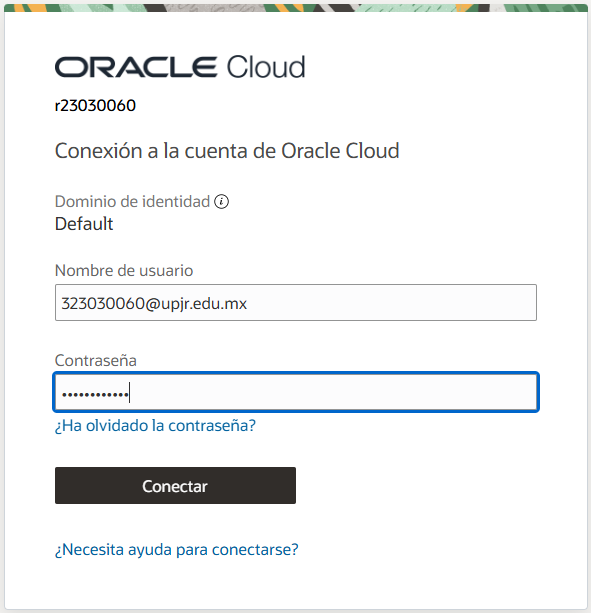 ORACLE Cloud
r23030060
Conexión a la cuenta de Oracle Cloud
Dominio de identidad
Default
Nombre de usuario
323030060@upjr.edu.mx
Contraseña
••••••••••••
¿Ha olvidado la contraseña?
Conectar
¿Necesita ayuda para conectarse?